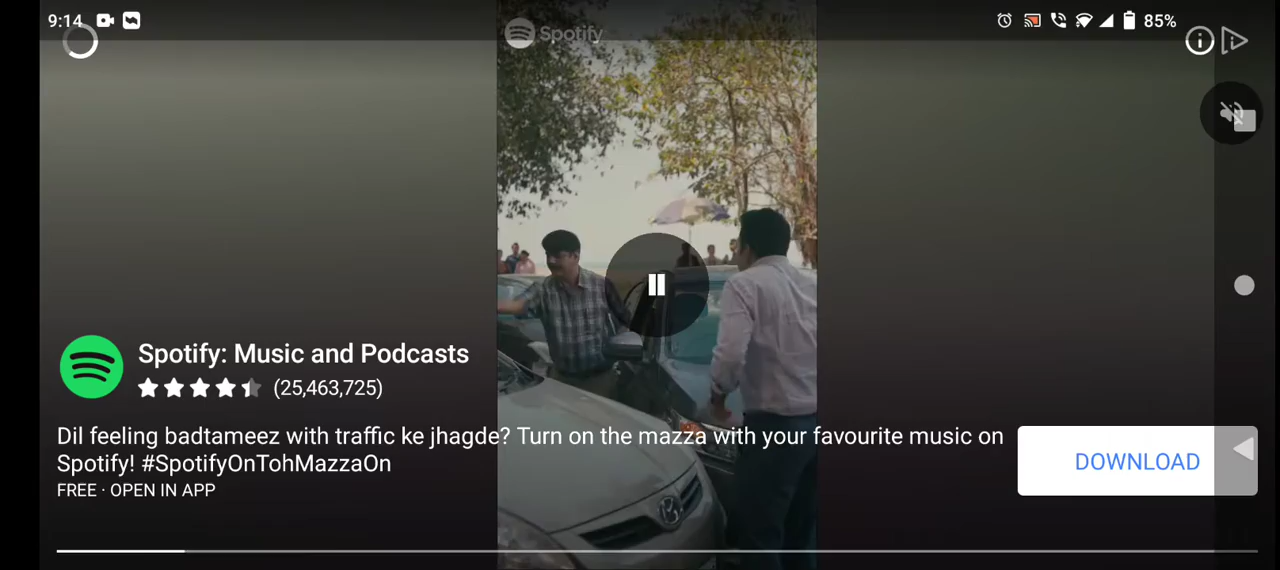 9:14
85%
Spotify
Spotify: Music and Podcasts
(25,463,725)
Dil feeling badtameez with traffic ke jhagde? Turn on the mazza with your favourite music on
Spotify! #SpotifyOnTohMazzaOn
FREE · OPEN IN APP
DOWNLOAD